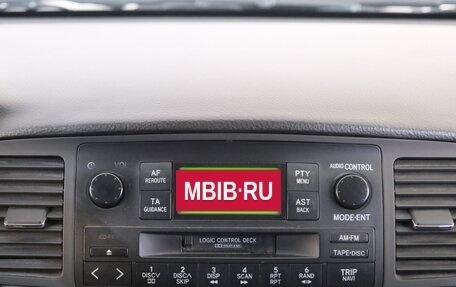 VOL
AF
REROUTE
TA
GUIDANCE
MBIB·RU
PTY
MENU
AST
BACK
AUDIO CONTROL
MODE·ENT
LOGIC CONTROL DECK
AM·FM
TAPE·DISC
1 2 3 4 5 6
DISC∨ DISC∧ DISP SCAN RPT RAND
SKIP RPT
TRIP
NAVI